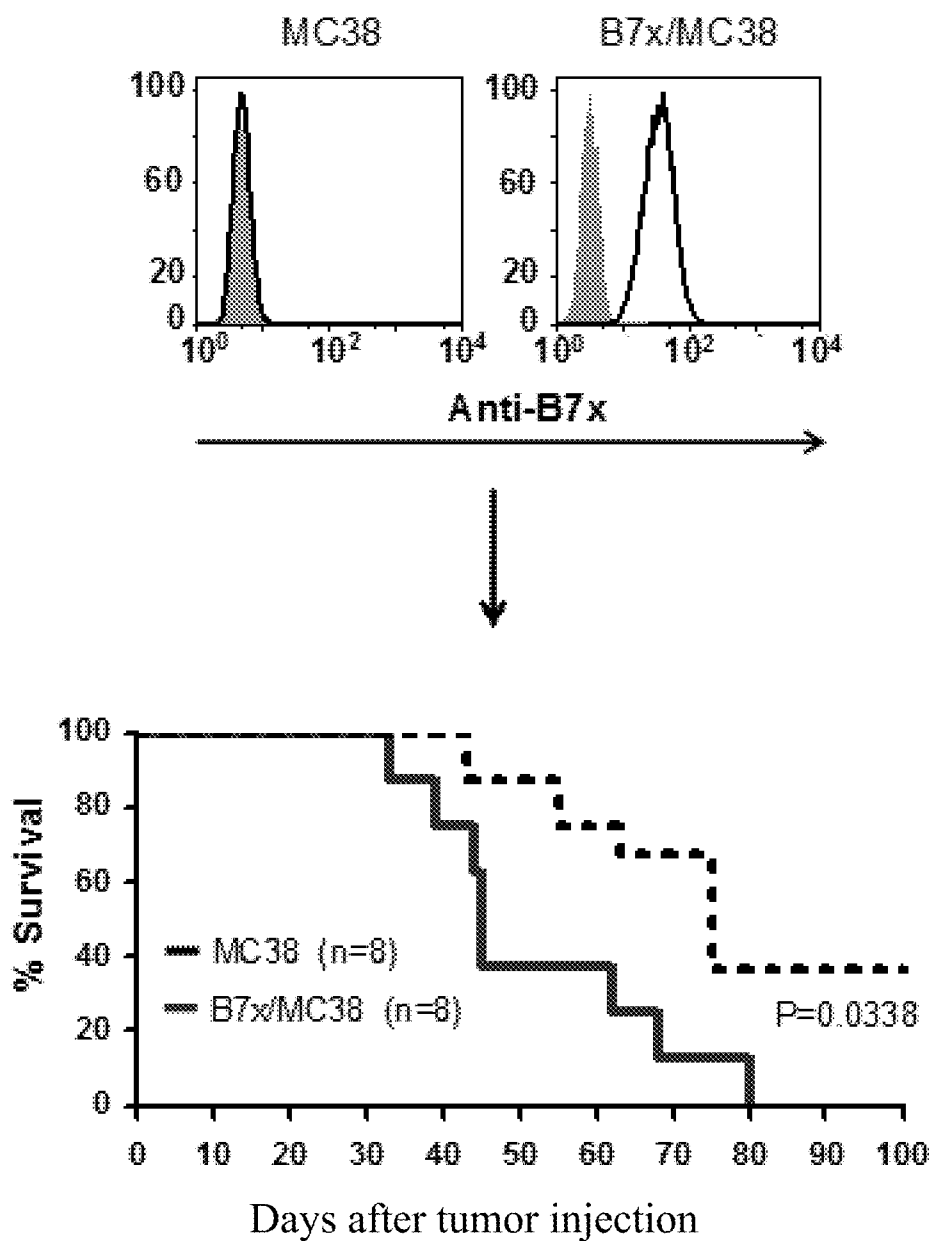 MC38 B7x/MC38
100 100
60 60
20 20
0 0
10⁰ 10² 10⁴ 10⁰ 10² 10⁴
Anti-B7x
100
80
60
40
20
0
% Survival
MC38 (n=8)
B7x/MC38 (n=8)
P=0.0338
0 10 20 30 40 50 60 70 80 90 100
Days after tumor injection